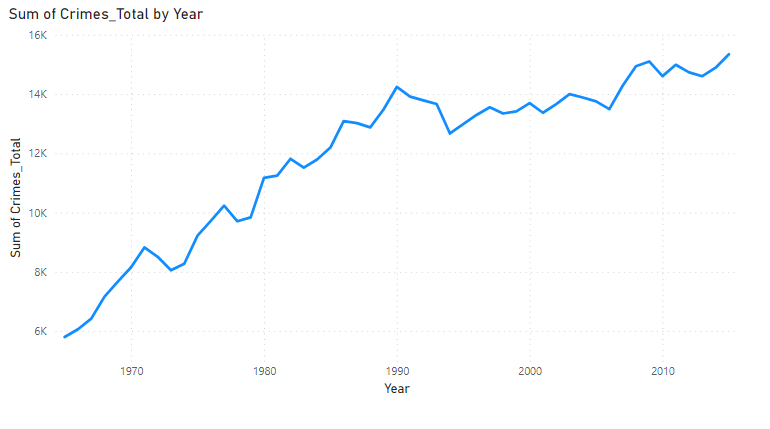 Sum of Crimes_Total by Year
16K
14K
12K
10K
8K
6K
Sum of Crimes_Total
1970 1980 1990 2000 2010
Year